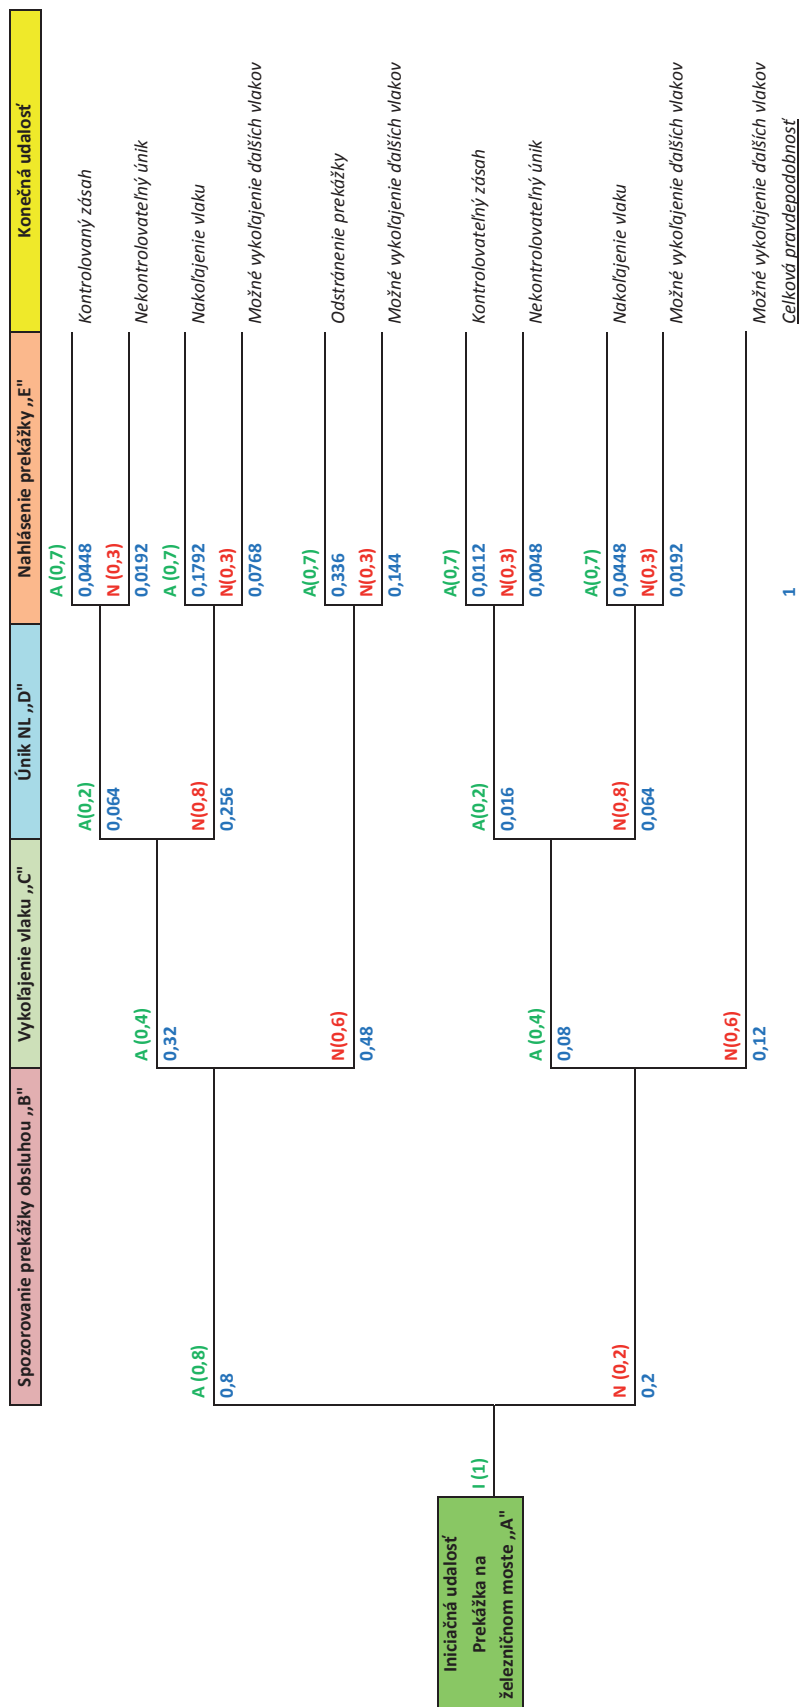 Spozorovanie prekážky obsluhou ,,B"
Vykoľajenie vlaku ,,C"
Únik NL ,,D"
Nahlásenie prekážky ,,E"
Konečná udalosť
Iniciačná udalosť
Prekážka na
železničnom moste ,,A"
I (1)
A (0,8)
0,8
N (0,2)
0,2
A (0,4)
0,32
N(0,6)
0,48
A (0,4)
0,08
N(0,6)
0,12
A(0,2)
0,064
N(0,8)
0,256
A(0,2)
0,016
N(0,8)
0,064
A (0,7)
0,0448
N (0,3)
0,0192
A (0,7)
0,1792
N(0,3)
0,0768
A(0,7)
0,336
N(0,3)
0,144
A(0,7)
0,0112
N(0,3)
0,0048
A(0,7)
0,0448
N(0,3)
0,0192
1
Kontrolovaný zásah
Nekontrolovateľný únik
Nakoľajenie vlaku
Možné vykoľajenie ďalších vlakov
Odstránenie prekážky
Možné vykoľajenie ďalších vlakov
Kontrolovateľný zásah
Nekontrolovateľný únik
Nakoľajenie vlaku
Možné vykoľajenie ďalších vlakov
Možné vykoľajenie ďalších vlakov
Celková pravdepodobnosť